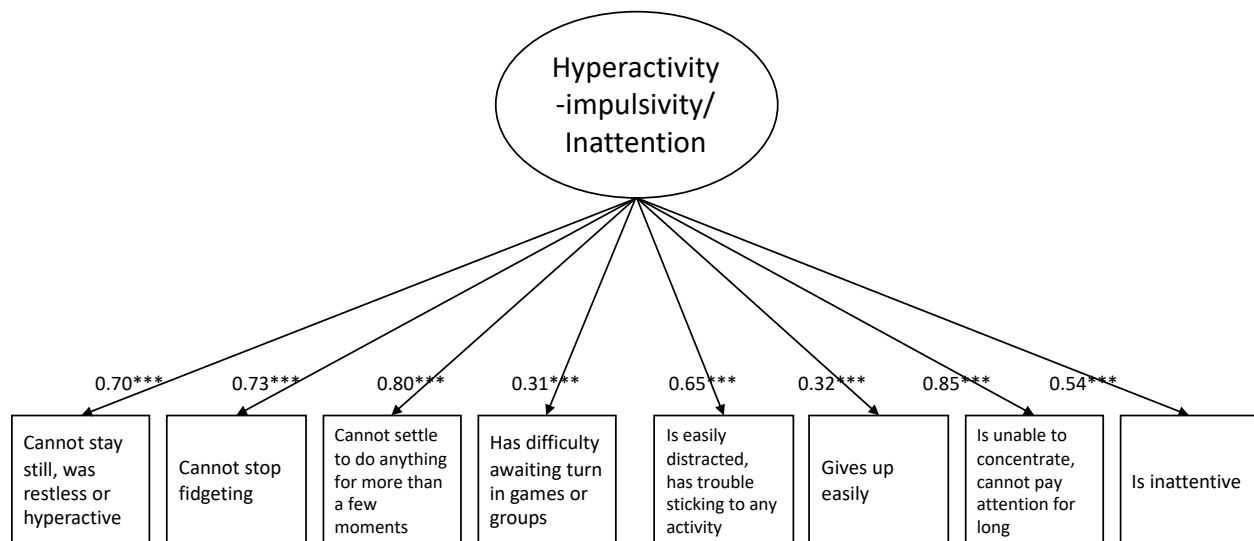 Hyperactivity
-impulsivity/
Inattention
0.70***
0.73***
0.80***
0.31***
0.65***
0.32***
0.85***
0.54***
Cannot stay
still, was
restless or
hyperactive
Cannot stop
fidgeting
Cannot settle
to do anything
for more than
a few
moments
Has difficulty
awaiting turn
in games or
groups
Is easily
distracted,
has trouble
sticking to any
activity
Gives up
easily
Is unable to
concentrate,
cannot pay
attention for
long
Is inattentive